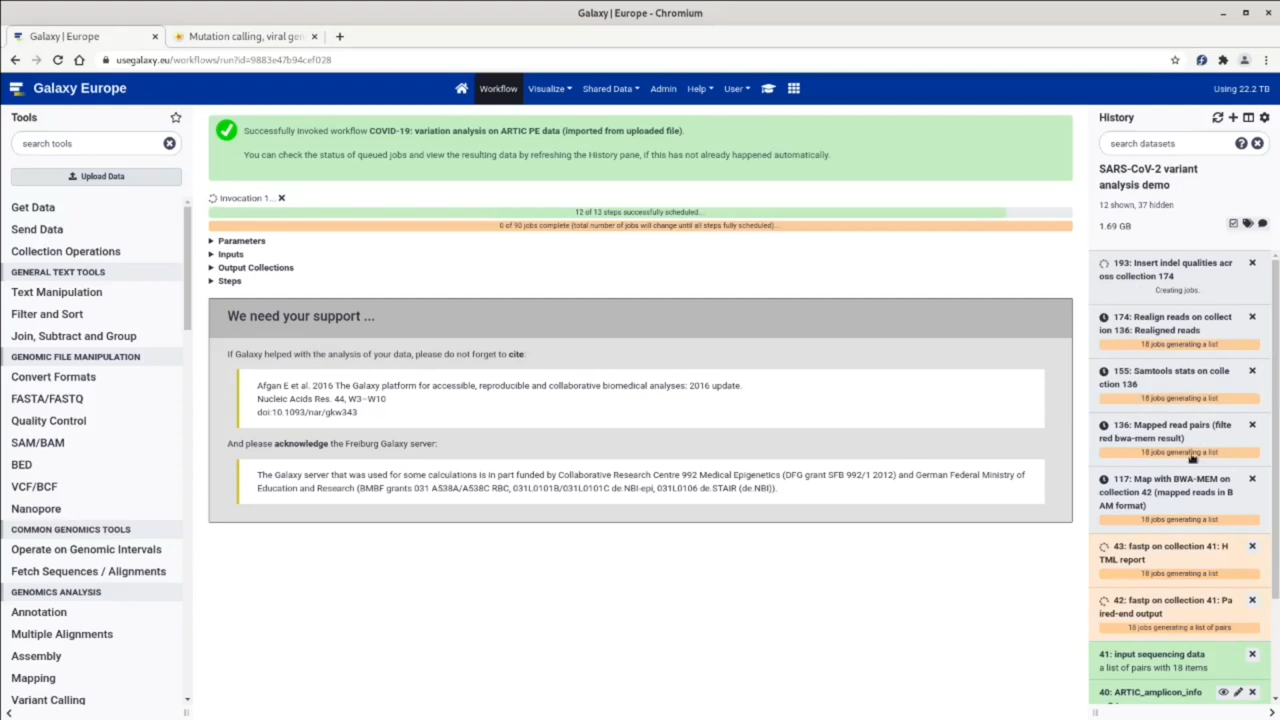 Galaxy | Europe - Chromium
Galaxy | Europe
Mutation calling, viral gen
usegalaxy.eu/workflows/run?id=9883e47b94cef028
Galaxy Europe
Workflow
Visualize
Shared Data
Admin
Help
User
Using 22.2 TB
Tools
search tools
Upload Data
Get Data
Send Data
Collection Operations
GENERAL TEXT TOOLS
Text Manipulation
Filter and Sort
Join, Subtract and Group
GENOMIC FILE MANIPULATION
Convert Formats
FASTA/FASTQ
Quality Control
SAM/BAM
BED
VCF/BCF
Nanopore
COMMON GENOMICS TOOLS
Operate on Genomic Intervals
Fetch Sequences / Alignments
GENOMICS ANALYSIS
Annotation
Multiple Alignments
Assembly
Mapping
Variant Calling
Successfully invoked workflow COVID-19: variation analysis on ARTIC PE data (imported from uploaded file).
You can check the status of queued jobs and view the resulting data by refreshing the History pane, if this has not already happened automatically.
Invocation 1...
12 of 13 steps successfully scheduled...
0 of 90 jobs complete (total number of jobs will change until all steps fully scheduled)...
Parameters
Inputs
Output Collections
Steps
We need your support ...
If Galaxy helped with the analysis of your data, please do not forget to cite:
Afgan E et al. 2016 The Galaxy platform for accessible, reproducible and collaborative biomedical analyses: 2016 update.
Nucleic Acids Res. 44, W3–W10
doi:10.1093/nar/gkw343
And please acknowledge the Freiburg Galaxy server:
The Galaxy server that was used for some calculations is in part funded by Collaborative Research Centre 992 Medical Epigenetics (DFG grant SFB 992/1 2012) and German Federal Ministry of
Education and Research (BMBF grants 031 A538A/A538C RBC, 031L0101B/031L0101C de.NBI-epi, 031L0106 de.STAIR (de.NBI)).
History
search datasets
SARS-CoV-2 variant
analysis demo
12 shown, 37 hidden
1.69 GB
193: Insert indel qualities acr
oss collection 174
Creating jobs.
174: Realign reads on collect
ion 136: Realigned reads
18 jobs generating a list
155: Samtools stats on colle
ction 136
18 jobs generating a list
136: Mapped read pairs (filte
red bwa-mem result)
18 jobs generating a list
117: Map with BWA-MEM on
collection 42 (mapped reads in B
AM format)
18 jobs generating a list
43: fastp on collection 41: H
TML report
18 jobs generating a list
42: fastp on collection 41: Pa
ired-end output
18 jobs generating a list of pairs
41: input sequencing data
a list of pairs with 18 items
40: ARTIC_amplicon_info